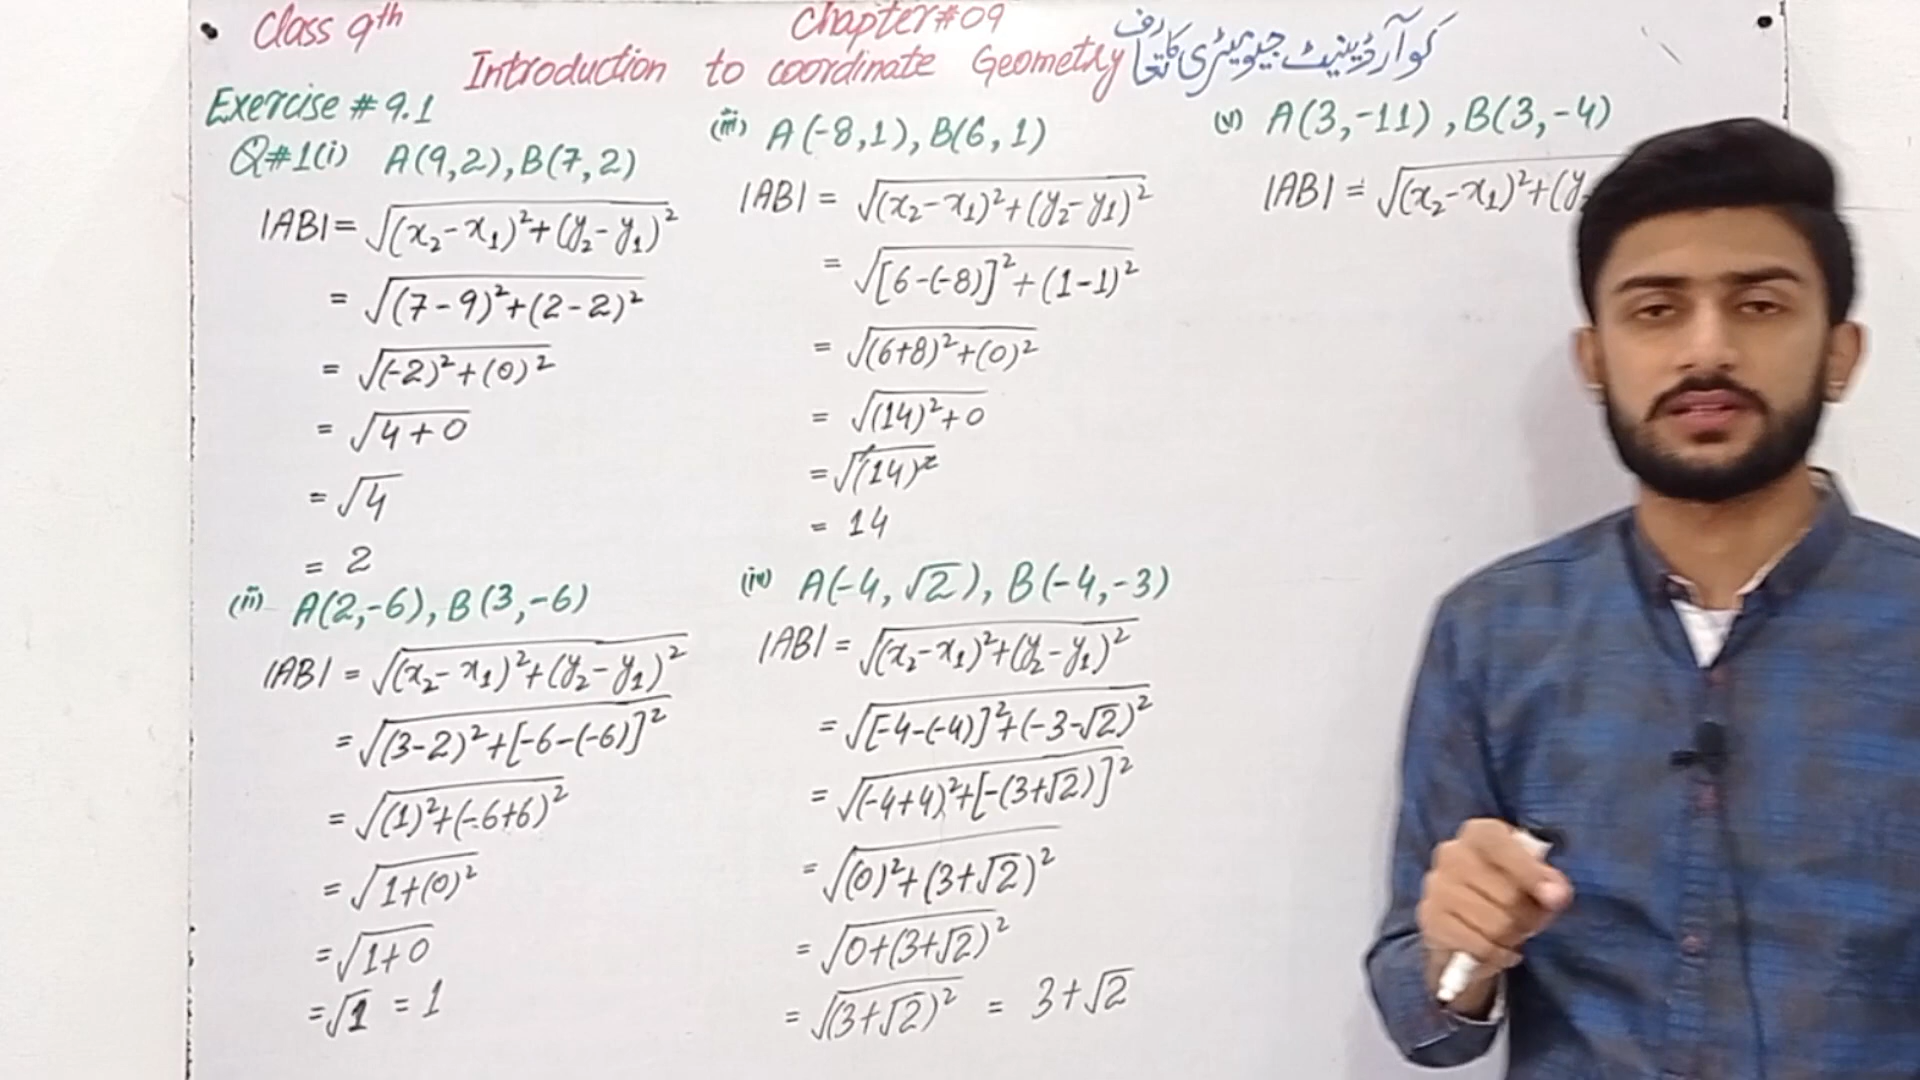 Class 9th Chapter#09
Introduction to coordinate Geometry کوآرڈینیٹ جیومیٹری کا تعارف
Exercise # 9.1
Q#1(i) A(9,2), B(7,2)
|AB| = √(x₂-x₁)²+(y₂-y₁)²
= √(7-9)²+(2-2)²
= √(-2)²+(0)²
= √4+0
= √4
= 2
(ii) A(2,-6), B(3,-6)
|AB| = √(x₂-x₁)²+(y₂-y₁)²
= √(3-2)²+[-6-(-6)]²
= √(1)²+(-6+6)²
= √1+(0)²
= √1+0
= √1 = 1
(iii) A(-8,1), B(6,1)
|AB| = √(x₂-x₁)²+(y₂-y₁)²
= √[6-(-8)]²+(1-1)²
= √(6+8)²+(0)²
= √(14)²+0
= √(14)²
= 14
(iv) A(-4,√2), B(-4,-3)
|AB| = √(x₂-x₁)²+(y₂-y₁)²
= √[-4-(-4)]²+(-3-√2)²
= √(-4+4)²+[-(3+√2)]²
= √(0)²+(3+√2)²
= √0+(3+√2)²
= √(3+√2)² = 3+√2
(v) A(3,-11), B(3,-4)
|AB| = √(x₂-x₁)²+(y₂